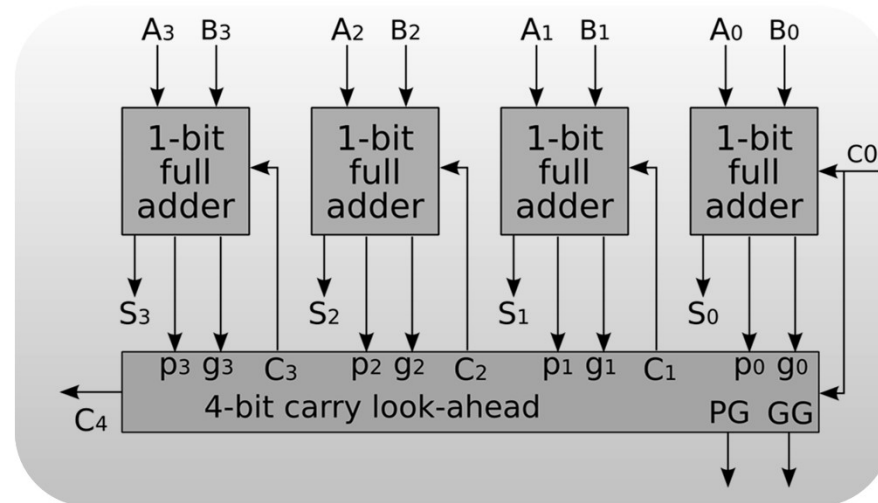 A3 B3 A2 B2 A1 B1 A0 B0
1-bit full adder
1-bit full adder
1-bit full adder
1-bit full adder
C0
S3 S2 S1 S0
p3 g3 C3 p2 g2 C2 p1 g1 C1 p0 g0
C4
4-bit carry look-ahead
PG GG